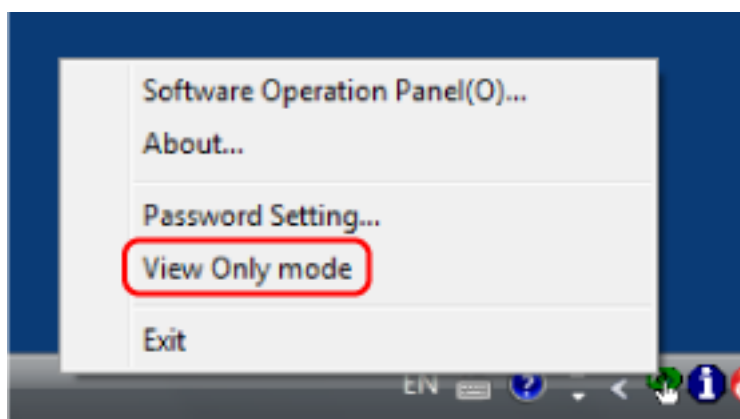 Software Operation Panel(O)...
About...
Password Setting...
View Only mode
Exit
EN